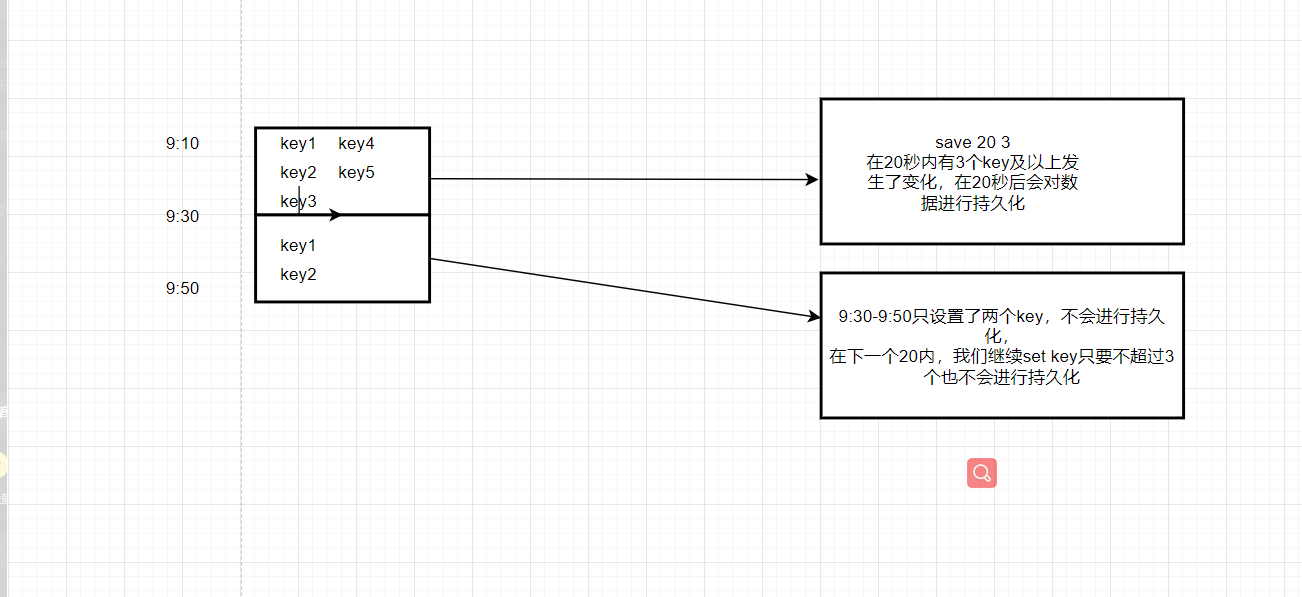 9:10
key1 key4
key2 key5
key3
9:30
key1
key2
9:50
save 20 3
在20秒内有3个key及以上发
生了变化，在20秒后会对数
据进行持久化
9:30-9:50只设置了两个key，不会进行持久
化，
在下一个20内，我们继续set key只要不超过3
个也不会进行持久化